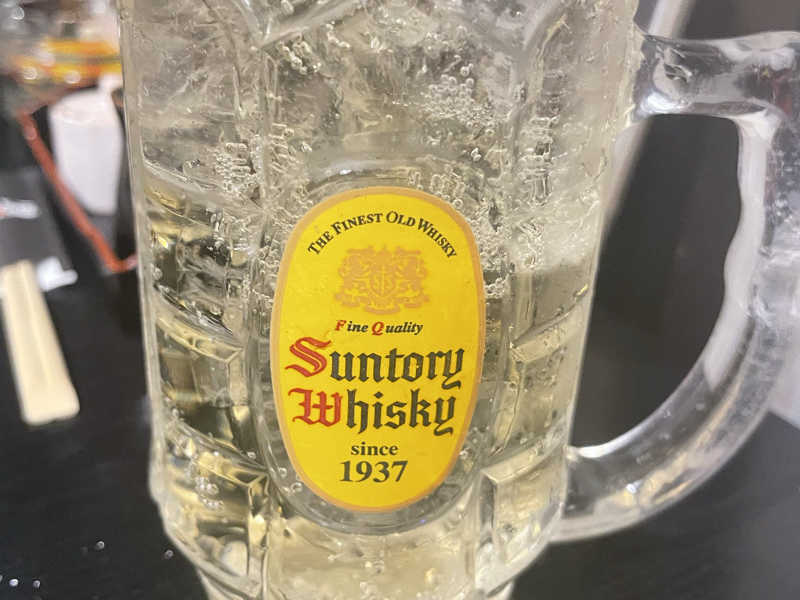 THE FINEST OLD WHISKY
Fine Quality
Suntory
Whisky
since
1937